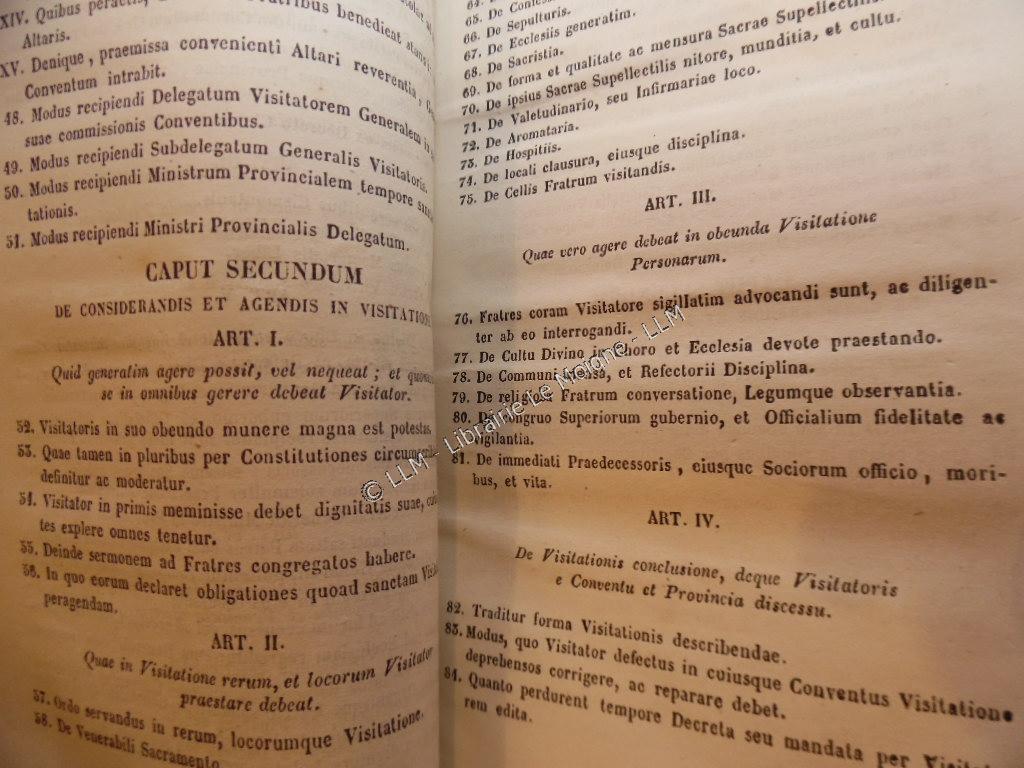 XIV. Quibus peractis, Fratribus benedicat
Altaris.
XV. Denique, praemissa convenienti Altari reverentia,
Conventum intrabit.
48. Modus recipiendi Delegatum Visitatorem Generalem in
suae commissionis Conventibus.
49. Modus recipiendi Subdelegatum Generalis Visitatoris.
50. Modus recipiendi Ministrum Provincialem tempore
tationis.
51. Modus recipiendi Ministri Provincialis Delegatum.
CAPUT SECUNDUM
DE CONSIDERANDIS ET AGENDIS IN VISITATIONE
ART. I.
Quid generatim agere possit, vel nequeat; et
se in omnibus gerere debeat Visitator.
52. Visitatoris in suo obeundo munere magna est potestas.
53. Quae tamen in pluribus per Constitutiones
definitur ac moderatur.
54. Visitator in primis meminisse debet dignitatis suae,
tes explere omnes tenetur.
55. Deinde sermonem ad Fratres congregatos habere.
56. In quo eorum declaret obligationes quoad sanctam
peragendam.
ART. II.
Quae in Visitatione rerum, et locorum Visitator
praestare debeat.
57. Ordo servandus in rerum, locorumque Visitatione.
58. De Venerabili Sacramento
64.
65. De
66. De Sepulturis.
67. De Ecclesiis generatim.
68. De Sacristia.
69. De forma et qualitate ac mensura Sacrae Supellectilis
70. De ipsius Sacrae Supellectilis nitore, munditia, et cultu.
71. De Valetudinario, seu Infirmariae loco.
72. De Aromataria.
73. De Hospitiis.
74. De locali clausura, eiusque disciplina.
75. De Cellis Fratrum visitandis.
ART. III.
Quae vero agere debeat in obeunda Visitatione
Personarum.
76. Fratres coram Visitatore sigillatim advocandi sunt, ac diligen-
ter ab eo interrogandi.
77. De Cultu Divino in Choro et Ecclesia devote praestando.
78. De Communi Mensa, et Refectorii Disciplina.
79. De religiosa Fratrum conversatione, Legumque observantia.
80. De congruo Superiorum gubernio, et Officialium fidelitate ac
vigilantia.
81. De immediati Praedecessoris, eiusque Sociorum officio, mori-
bus, et vita.
ART. IV.
De Visitationis conclusione, deque Visitatoris
e Conventu et Provincia discessu.
82. Traditur forma Visitationis describendae.
83. Modus, quo Visitator defectus in cuiusque Conventus Visitatione
deprehensos corrigere, ac reparare debet.
84. Quanto perdurent tempore Decreta seu mandata per
rem edita.
© LLM - Librairie Le Moione - LLM